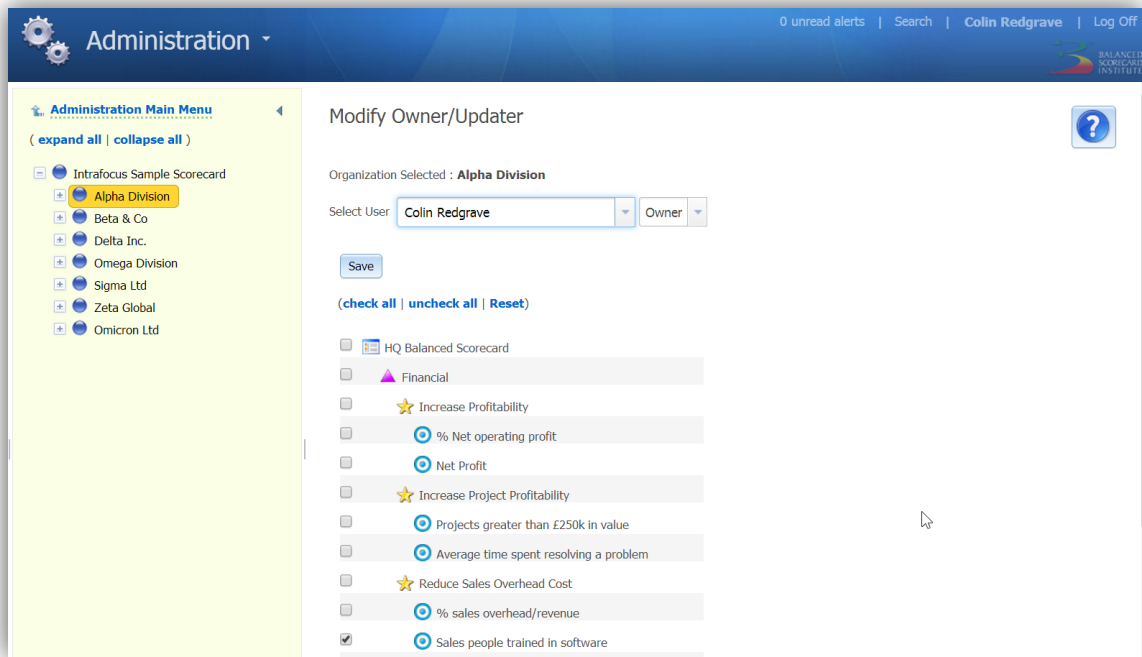 Administration
0 unread alerts | Search | Colin Redgrave | Log Off
BALANCED
SCORECARD
INSTITUTE
Administration Main Menu
( expand all | collapse all )
Intrafocus Sample Scorecard
Alpha Division
Beta & Co
Delta Inc.
Omega Division
Sigma Ltd
Zeta Global
Omicron Ltd
Modify Owner/Updater
?
Organization Selected : Alpha Division
Select User Colin Redgrave Owner
Save
(check all | uncheck all | Reset)
HQ Balanced Scorecard
Financial
Increase Profitability
% Net operating profit
Net Profit
Increase Project Profitability
Projects greater than £250k in value
Average time spent resolving a problem
Reduce Sales Overhead Cost
% sales overhead/revenue
Sales people trained in software